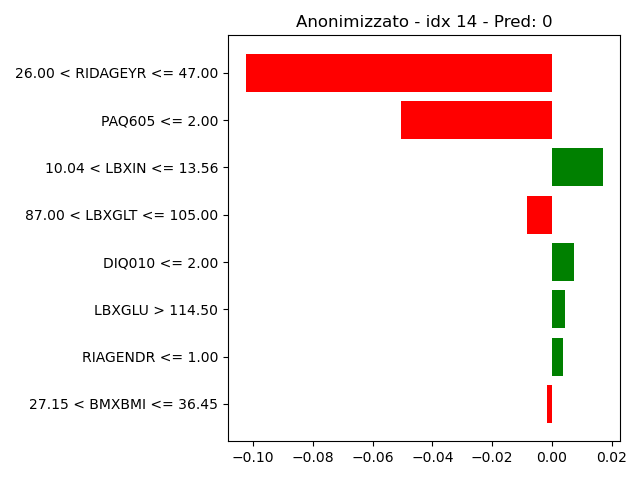 Anonimizzato - idx 14 - Pred: 0
26.00 < RIDAGEYR <= 47.00
PAQ605 <= 2.00
10.04 < LBXIN <= 13.56
87.00 < LBXGLT <= 105.00
DIQ010 <= 2.00
LBXGLU > 114.50
RIAGENDR <= 1.00
27.15 < BMXBMI <= 36.45
−0.10 −0.08 −0.06 −0.04 −0.02 0.00 0.02